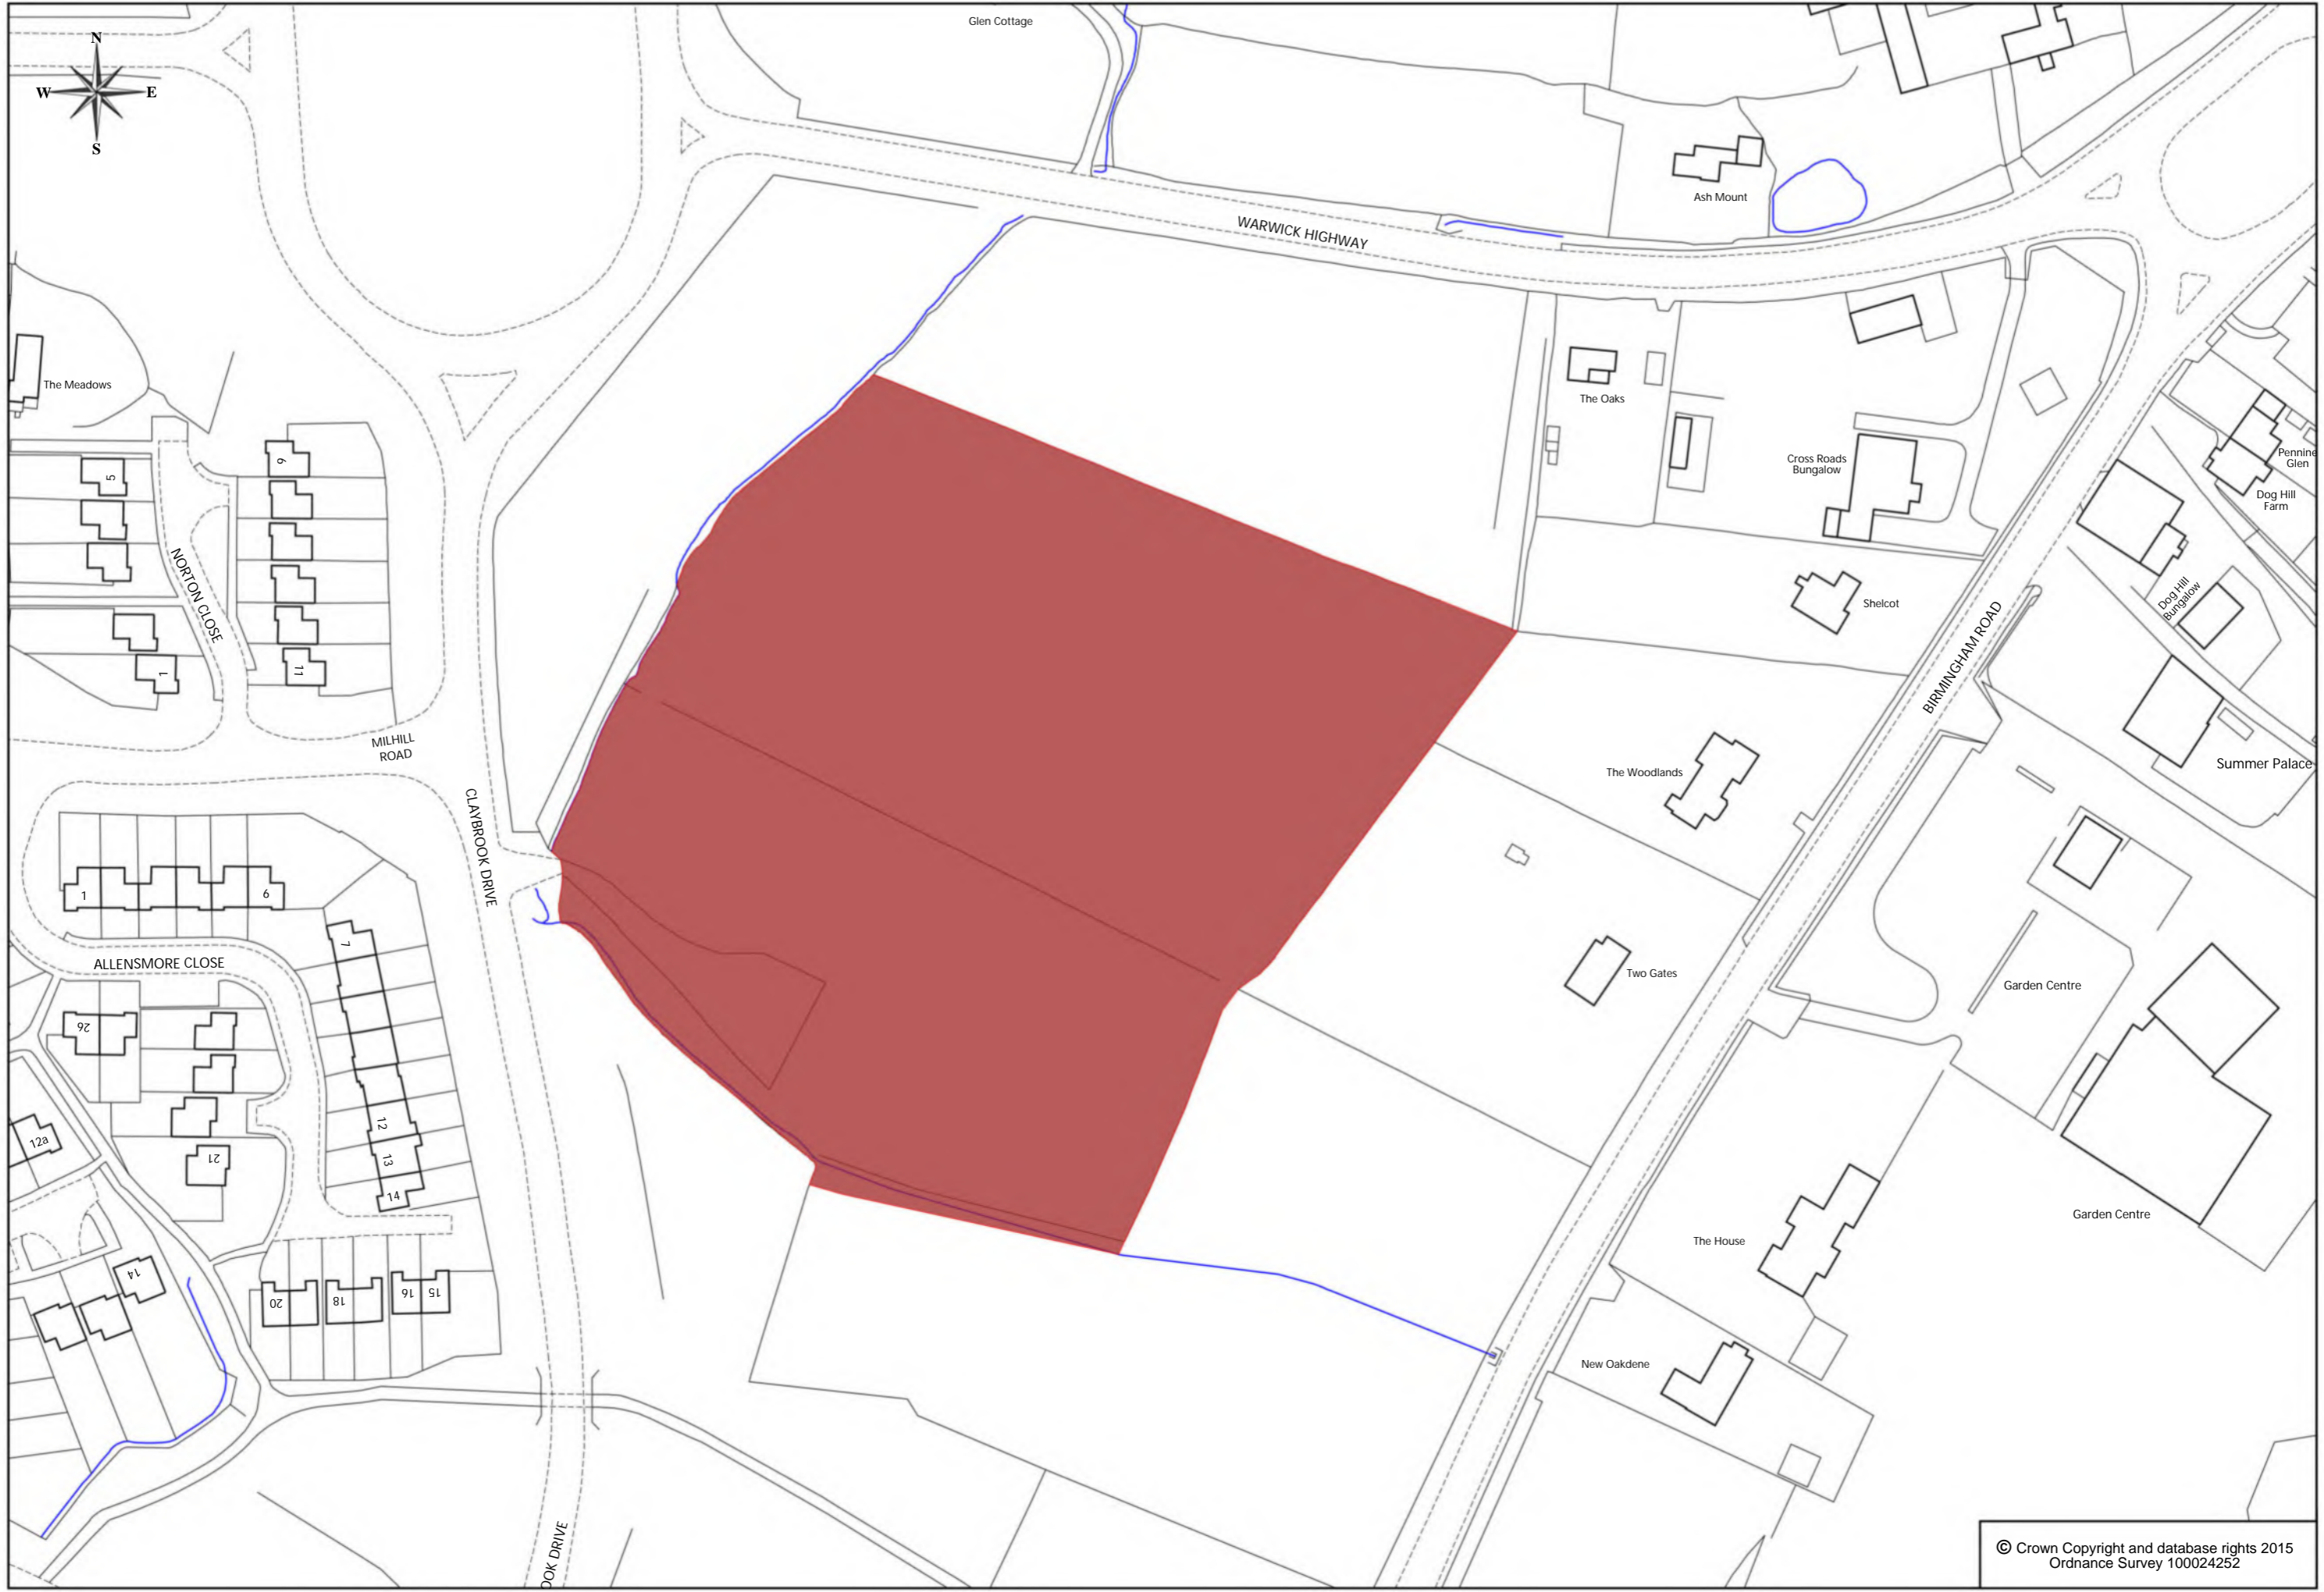 Glen Cottage
N
W
E
S
Ash Mount
WARWICK HIGHWAY
The Meadows
The Oaks
Cross Roads
Bungalow
Pennine
Glen
Dog Hill
Farm
6
5
NORTON CLOSE
Dog Hill
Bungalow
Shelcot
BIRMINGHAM ROAD
11
1
MILHILL
ROAD
The Woodlands
Summer Palace
CLAYBROOK DRIVE
1
6
7
ALLENSMORE CLOSE
Two Gates
Garden Centre
26
12
12a
13
21
14
Garden Centre
The House
14
20
18
16
15
New Oakdene
OOK DRIVE
© Crown Copyright and database rights 2015
Ordnance Survey 100024252